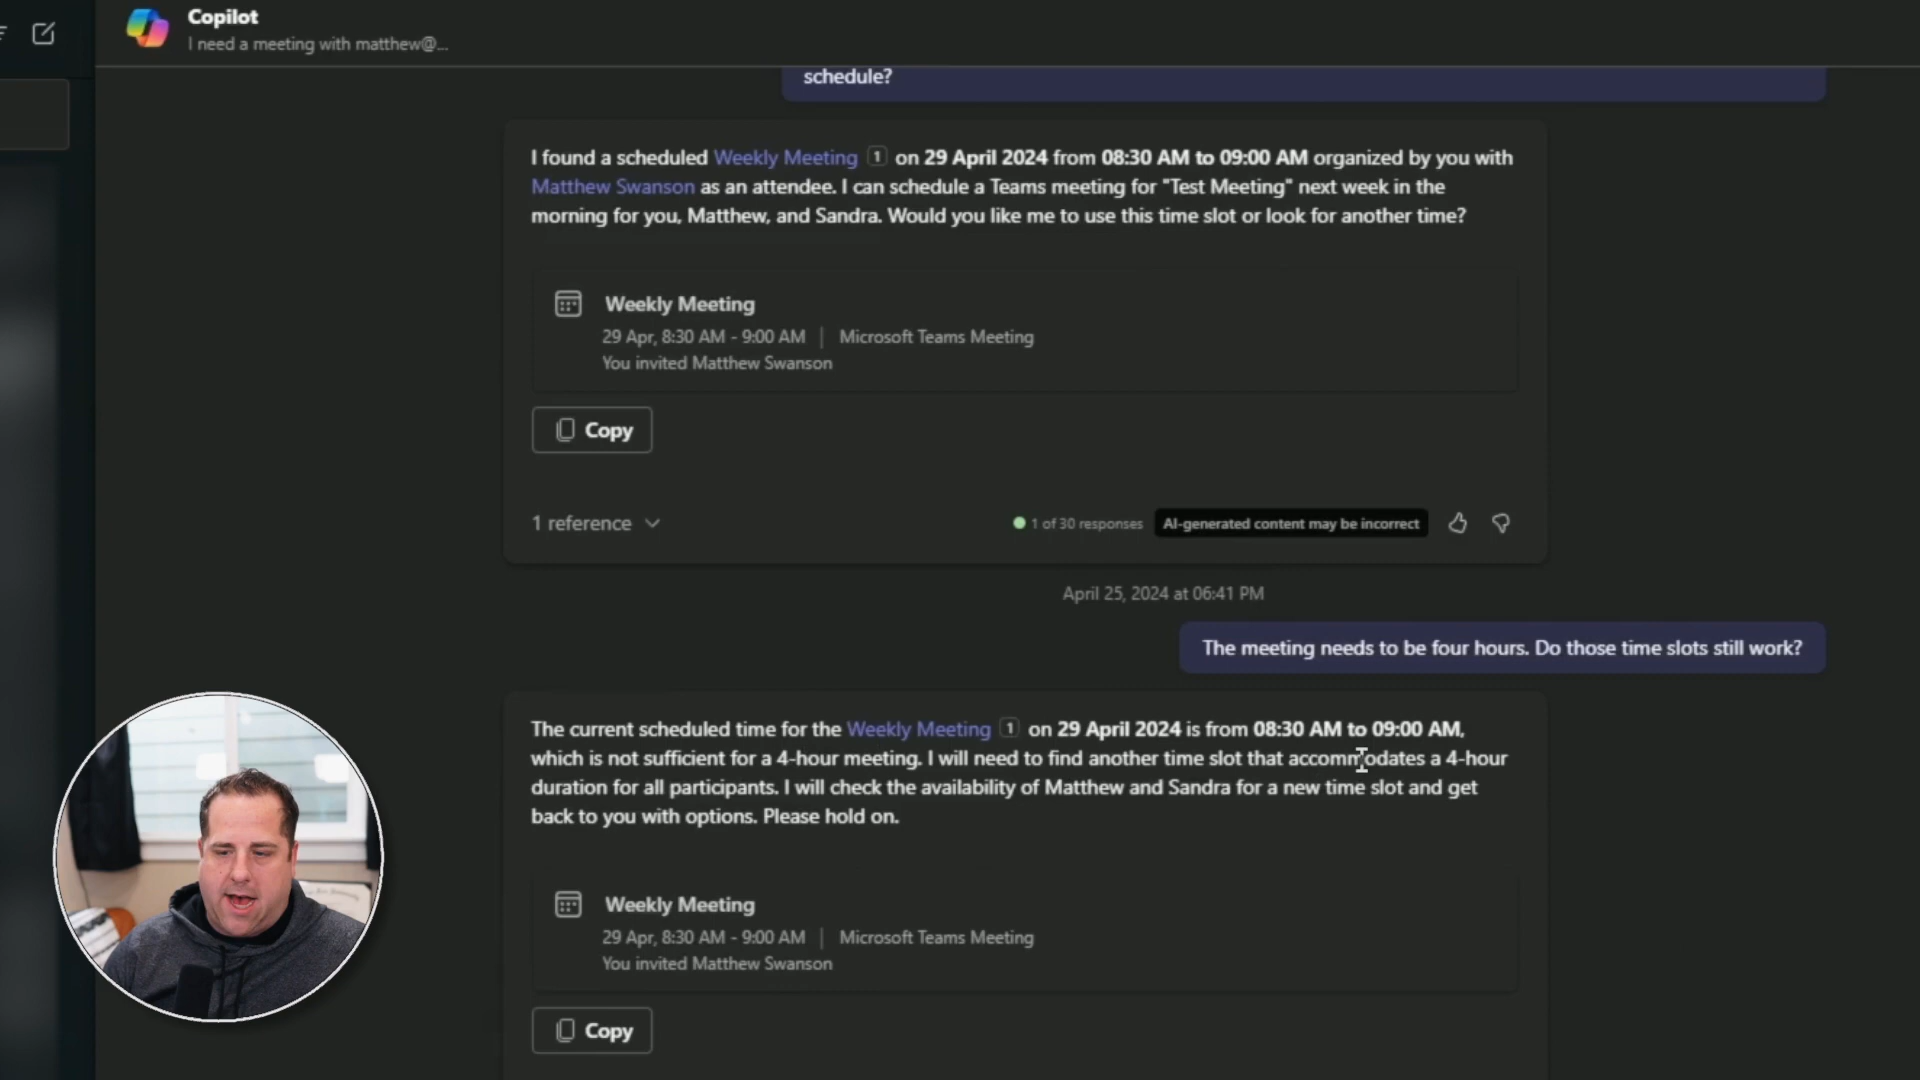 Copilot
I need a meeting with matthew@...
schedule?
I found a scheduled Weekly Meeting 1 on 29 April 2024 from 08:30 AM to 09:00 AM organized by you with
Matthew Swanson as an attendee. I can schedule a Teams meeting for "Test Meeting" next week in the
morning for you, Matthew, and Sandra. Would you like me to use this time slot or look for another time?
Weekly Meeting
29 Apr, 8:30 AM - 9:00 AM | Microsoft Teams Meeting
You invited Matthew Swanson
Copy
1 reference
1 of 30 responses
AI-generated content may be incorrect
April 25, 2024 at 06:41 PM
The meeting needs to be four hours. Do those time slots still work?
The current scheduled time for the Weekly Meeting 1 on 29 April 2024 is from 08:30 AM to 09:00 AM,
which is not sufficient for a 4-hour meeting. I will need to find another time slot that accommodates a 4-hour
duration for all participants. I will check the availability of Matthew and Sandra for a new time slot and get
back to you with options. Please hold on.
Weekly Meeting
29 Apr, 8:30 AM - 9:00 AM | Microsoft Teams Meeting
You invited Matthew Swanson
Copy